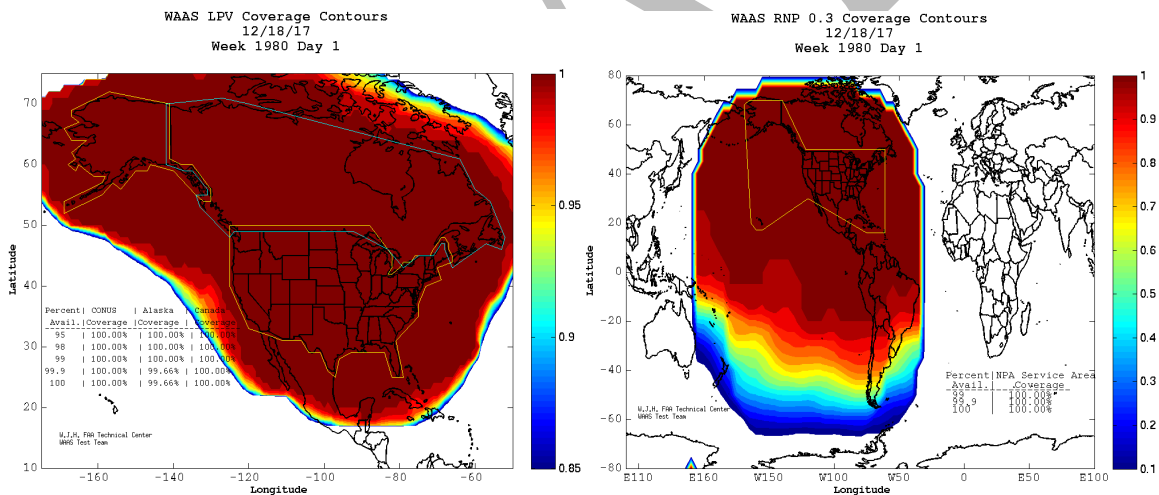 WAAS LPV Coverage Contours
12/18/17
Week 1980 Day 1
70
60
50
40
30
20
10
Latitude
-160
-140
-120
-100
-80
-60
Longitude
1
0.95
0.9
0.85
Percent| CONUS | Alaska | Canada
Avail.|Coverage |Coverage | Coverage
95 | 100.00% | 100.00% | 100.00%
98 | 100.00% | 100.00% | 100.00%
99 | 100.00% | 100.00% | 100.00%
99.9 | 100.00% | 99.66% | 100.00%
100 | 100.00% | 99.66% | 100.00%
W.J.H. FAA Technical Center
WAAS Test Team
WAAS RNP 0.3 Coverage Contours
12/18/17
Week 1980 Day 1
80
60
40
20
0
-20
-40
-60
-80
Latitude
E110
E160
W150
W100
W50
0
E50
E100
Longitude
1
0.9
0.8
0.7
0.6
0.5
0.4
0.3
0.2
0.1
Percent|NPA Service Area
Avail.| Coverage
99 | 100.00%
99.9 | 100.00%
100 | 100.00%
W.J.H. FAA Technical Center
WAAS Test Team